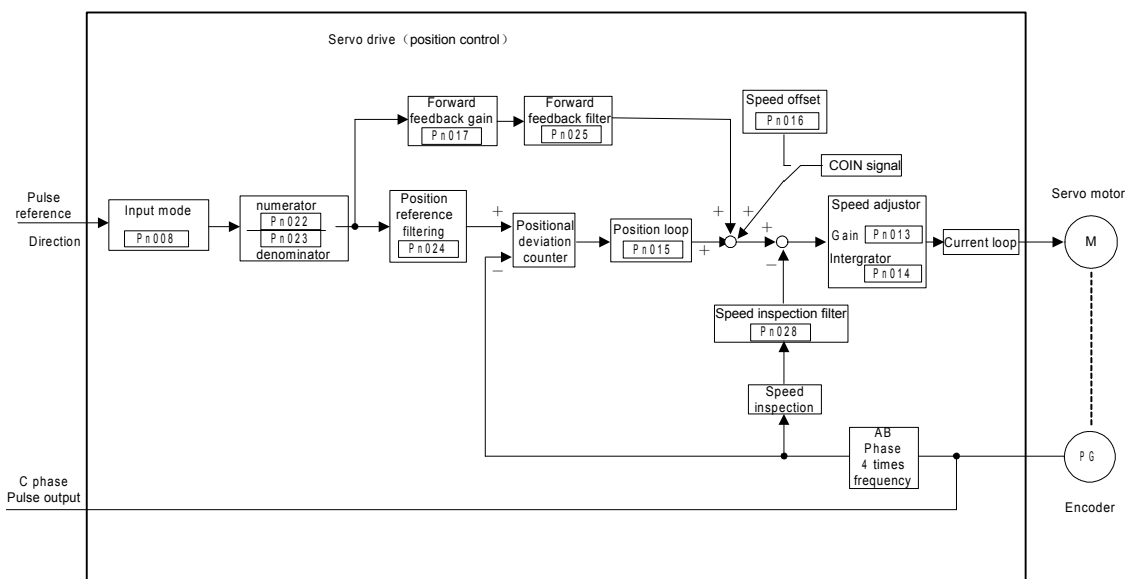 Servo drive（position control）
Forward
feedback gain
Pn017
Forward
feedback filter
Pn025
Speed offset
Pn016
COIN signal
Pulse
reference
Direction
Input mode
Pn008
numerator
Pn022
Pn023
denominator
Position
reference
filtering
Pn024
+
−
Positional
deviation
counter
Position loop
Pn015
+
+
+
+
−
Speed adjustor
Gain Pn013
Intergrator
Pn014
Current loop
Servo motor
M
Speed inspection filter
Pn028
Speed
inspection
AB
Phase
4 times
frequency
PG
Encoder
C phase
Pulse output